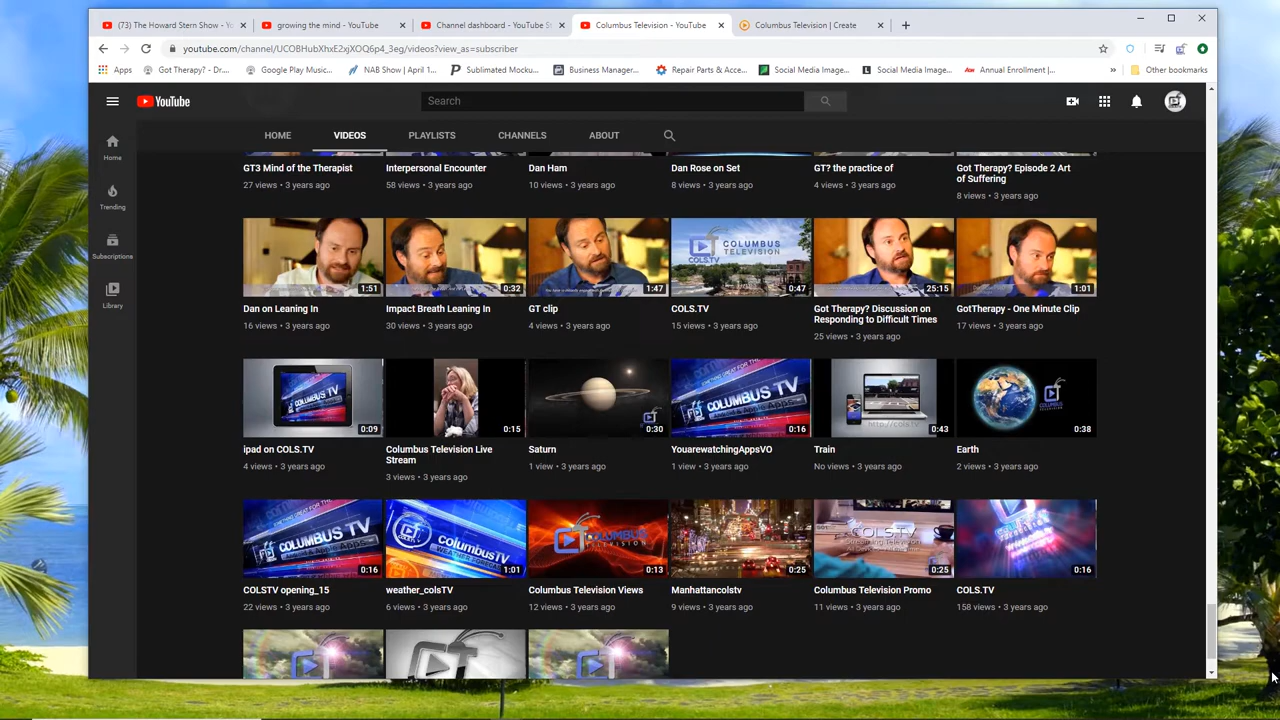 (73) The Howard Stern Show - Yo
growing the mind - YouTube
Channel dashboard - YouTube St
Columbus Television - YouTube
Columbus Television | Create
youtube.com/channel/UCOBHubXhxE2xjXOQ6p4_3eg/videos?view_as=subscriber
Apps
Got Therapy? - Dr....
Google Play Music...
NAB Show | April 1...
Sublimated Mocku...
Business Manager...
Repair Parts & Acce...
Social Media Image...
Social Media Image...
Annual Enrollment |...
Other bookmarks
YouTube
Search
HOME
VIDEOS
PLAYLISTS
CHANNELS
ABOUT
Home
Trending
Subscriptions
Library
GT3 Mind of the Therapist
27 views • 3 years ago
Interpersonal Encounter
58 views • 3 years ago
Dan Ham
10 views • 3 years ago
Dan Rose on Set
8 views • 3 years ago
GT? the practice of
4 views • 3 years ago
Got Therapy? Episode 2 Art
of Suffering
8 views • 3 years ago
1:51
Dan on Leaning In
16 views • 3 years ago
0:32
Impact Breath Leaning In
30 views • 3 years ago
1:47
GT clip
4 views • 3 years ago
COLUMBUS
TELEVISION
COLS.TV
0:47
COLS.TV
15 views • 3 years ago
25:15
Got Therapy? Discussion on
Responding to Difficult Times
25 views • 3 years ago
1:01
GotTherapy - One Minute Clip
17 views • 3 years ago
COLUMBUS TV
0:09
ipad on COLS.TV
4 views • 3 years ago
0:15
Columbus Television Live
Stream
3 views • 3 years ago
0:30
Saturn
1 view • 3 years ago
COLUMBUS TV
0:16
YouarewatchingAppsVO
1 view • 3 years ago
0:43
Train
No views • 3 years ago
0:38
Earth
2 views • 3 years ago
COLUMBUS TV
0:16
COLSTV opening_15
22 views • 3 years ago
COLUMBUSTV
1:01
weather_colsTV
6 views • 3 years ago
COLUMBUS
TELEVISION
0:13
Columbus Television Views
12 views • 3 years ago
0:25
Manhattancolstv
9 views • 3 years ago
COLS.TV
0:25
Columbus Television Promo
11 views • 3 years ago
0:16
COLS.TV
158 views • 3 years ago